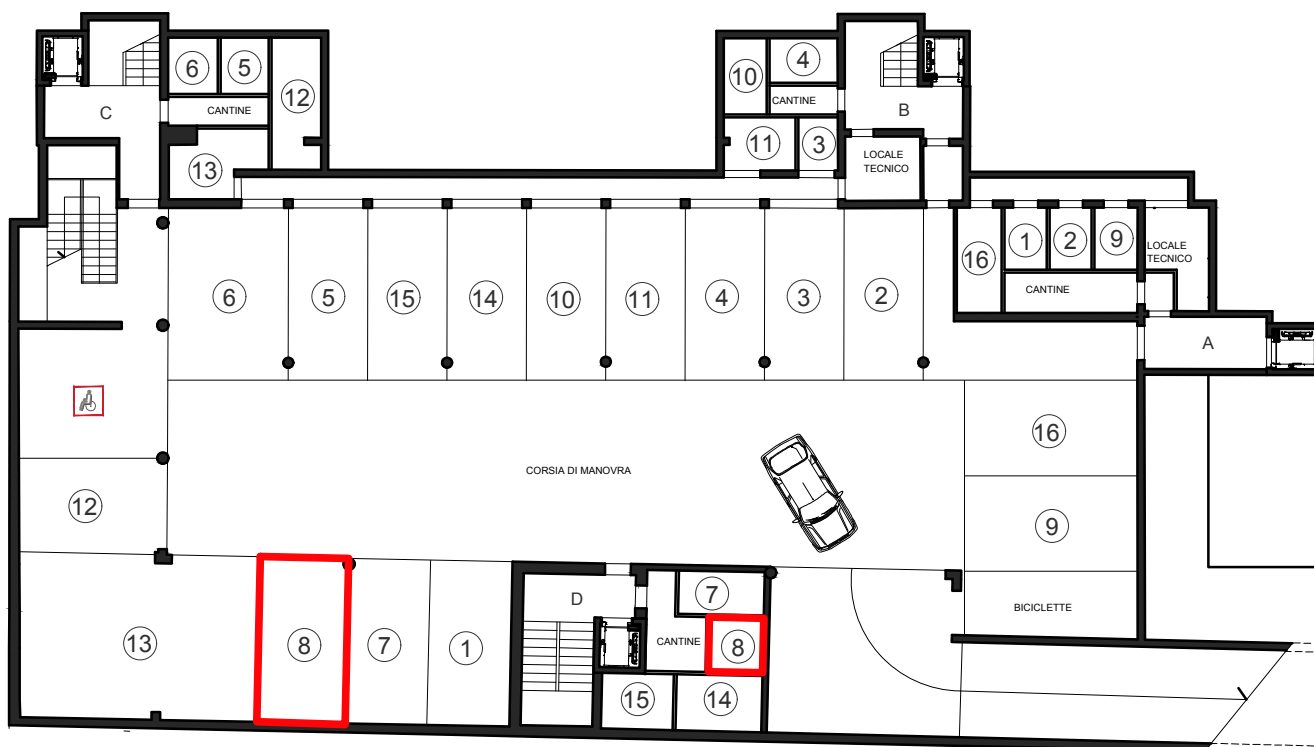 6
5
12
CANTINE
C
13
10
4
CANTINE
B
11
3
LOCALE
TECNICO
16
1
2
9
LOCALE
TECNICO
CANTINE
A
6
5
15
14
10
11
4
3
2
16
CORSIA DI MANOVRA
12
9
BICICLETTE
13
8
7
1
D
7
CANTINE
8
15
14